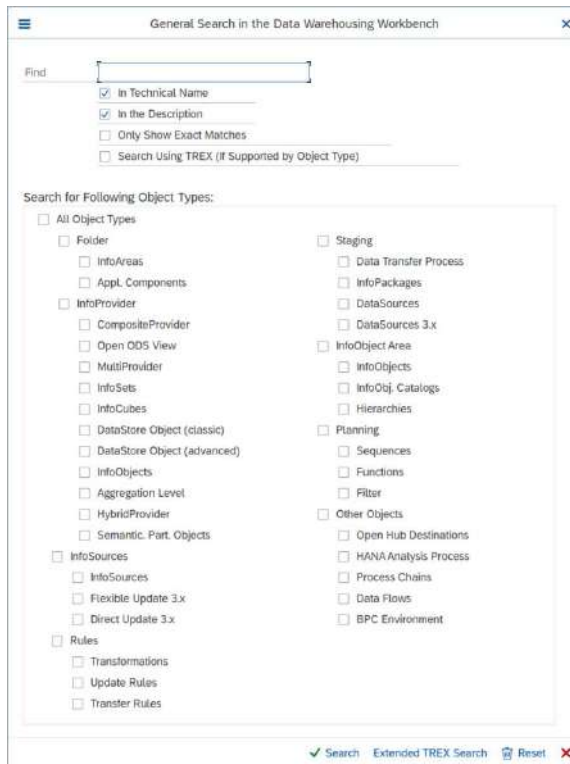 General Search in the Data Warehousing Workbench
Find
In Technical Name
In the Description
Only Show Exact Matches
Search Using TREX (If Supported by Object Type)
Search for Following Object Types:
All Object Types
Folder
InfoAreas
Appl. Components
InfoProvider
CompositeProvider
Open ODS View
MultiProvider
InfoSets
InfoCubes
DataStore Object (classic)
DataStore Object (advanced)
InfoObjects
Aggregation Level
HybridProvider
Semantic. Part. Objects
InfoSources
InfoSources
Flexible Update 3.x
Direct Update 3.x
Rules
Transformations
Update Rules
Transfer Rules
Staging
Data Transfer Process
InfoPackages
DataSources
DataSources 3.x
InfoObject Area
InfoObjects
InfoObj. Catalogs
Hierarchies
Planning
Sequences
Functions
Filter
Other Objects
Open Hub Destinations
HANA Analysis Process
Process Chains
Data Flows
BPC Environment
Search Extended TREX Search Reset